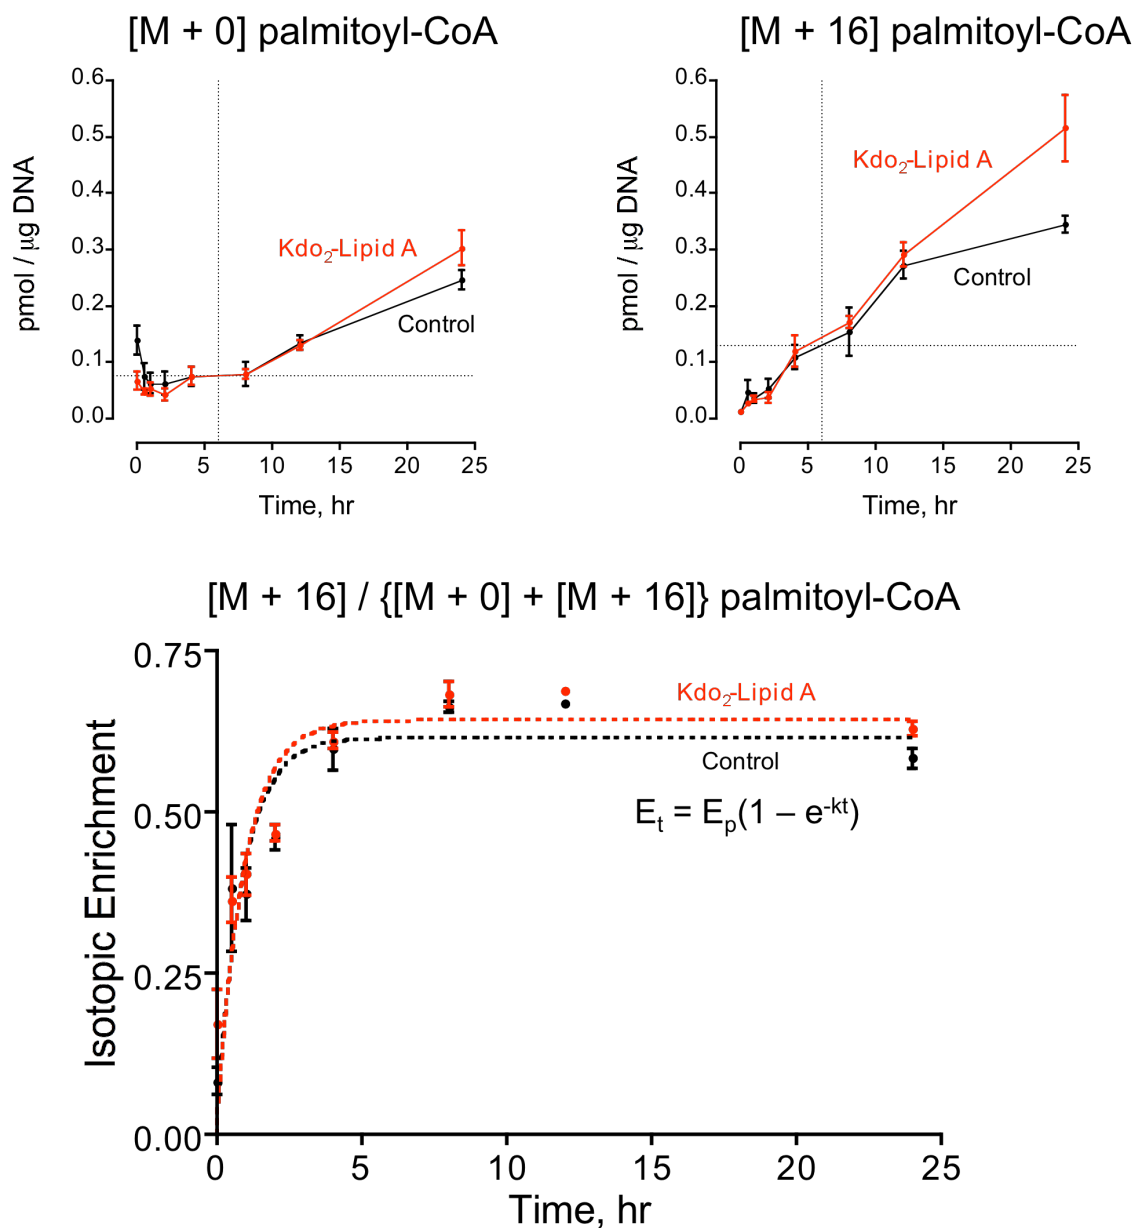 [M + 0] palmitoyl-CoA
0.6
0.5
0.4
0.3
0.2
0.1
0.0
pmol / µg DNA
Kdo2-Lipid A
Control
0 5 10 15 20 25
Time, hr
[M + 16] palmitoyl-CoA
0.6
0.5
0.4
0.3
0.2
0.1
0.0
pmol / µg DNA
Kdo2-Lipid A
Control
0 5 10 15 20 25
Time, hr
[M + 16] / {[M + 0] + [M + 16]} palmitoyl-CoA
0.75
0.50
0.25
0.00
Isotopic Enrichment
Kdo2-Lipid A
Control
Et = Ep(1 – e-kt)
0 5 10 15 20 25
Time, hr